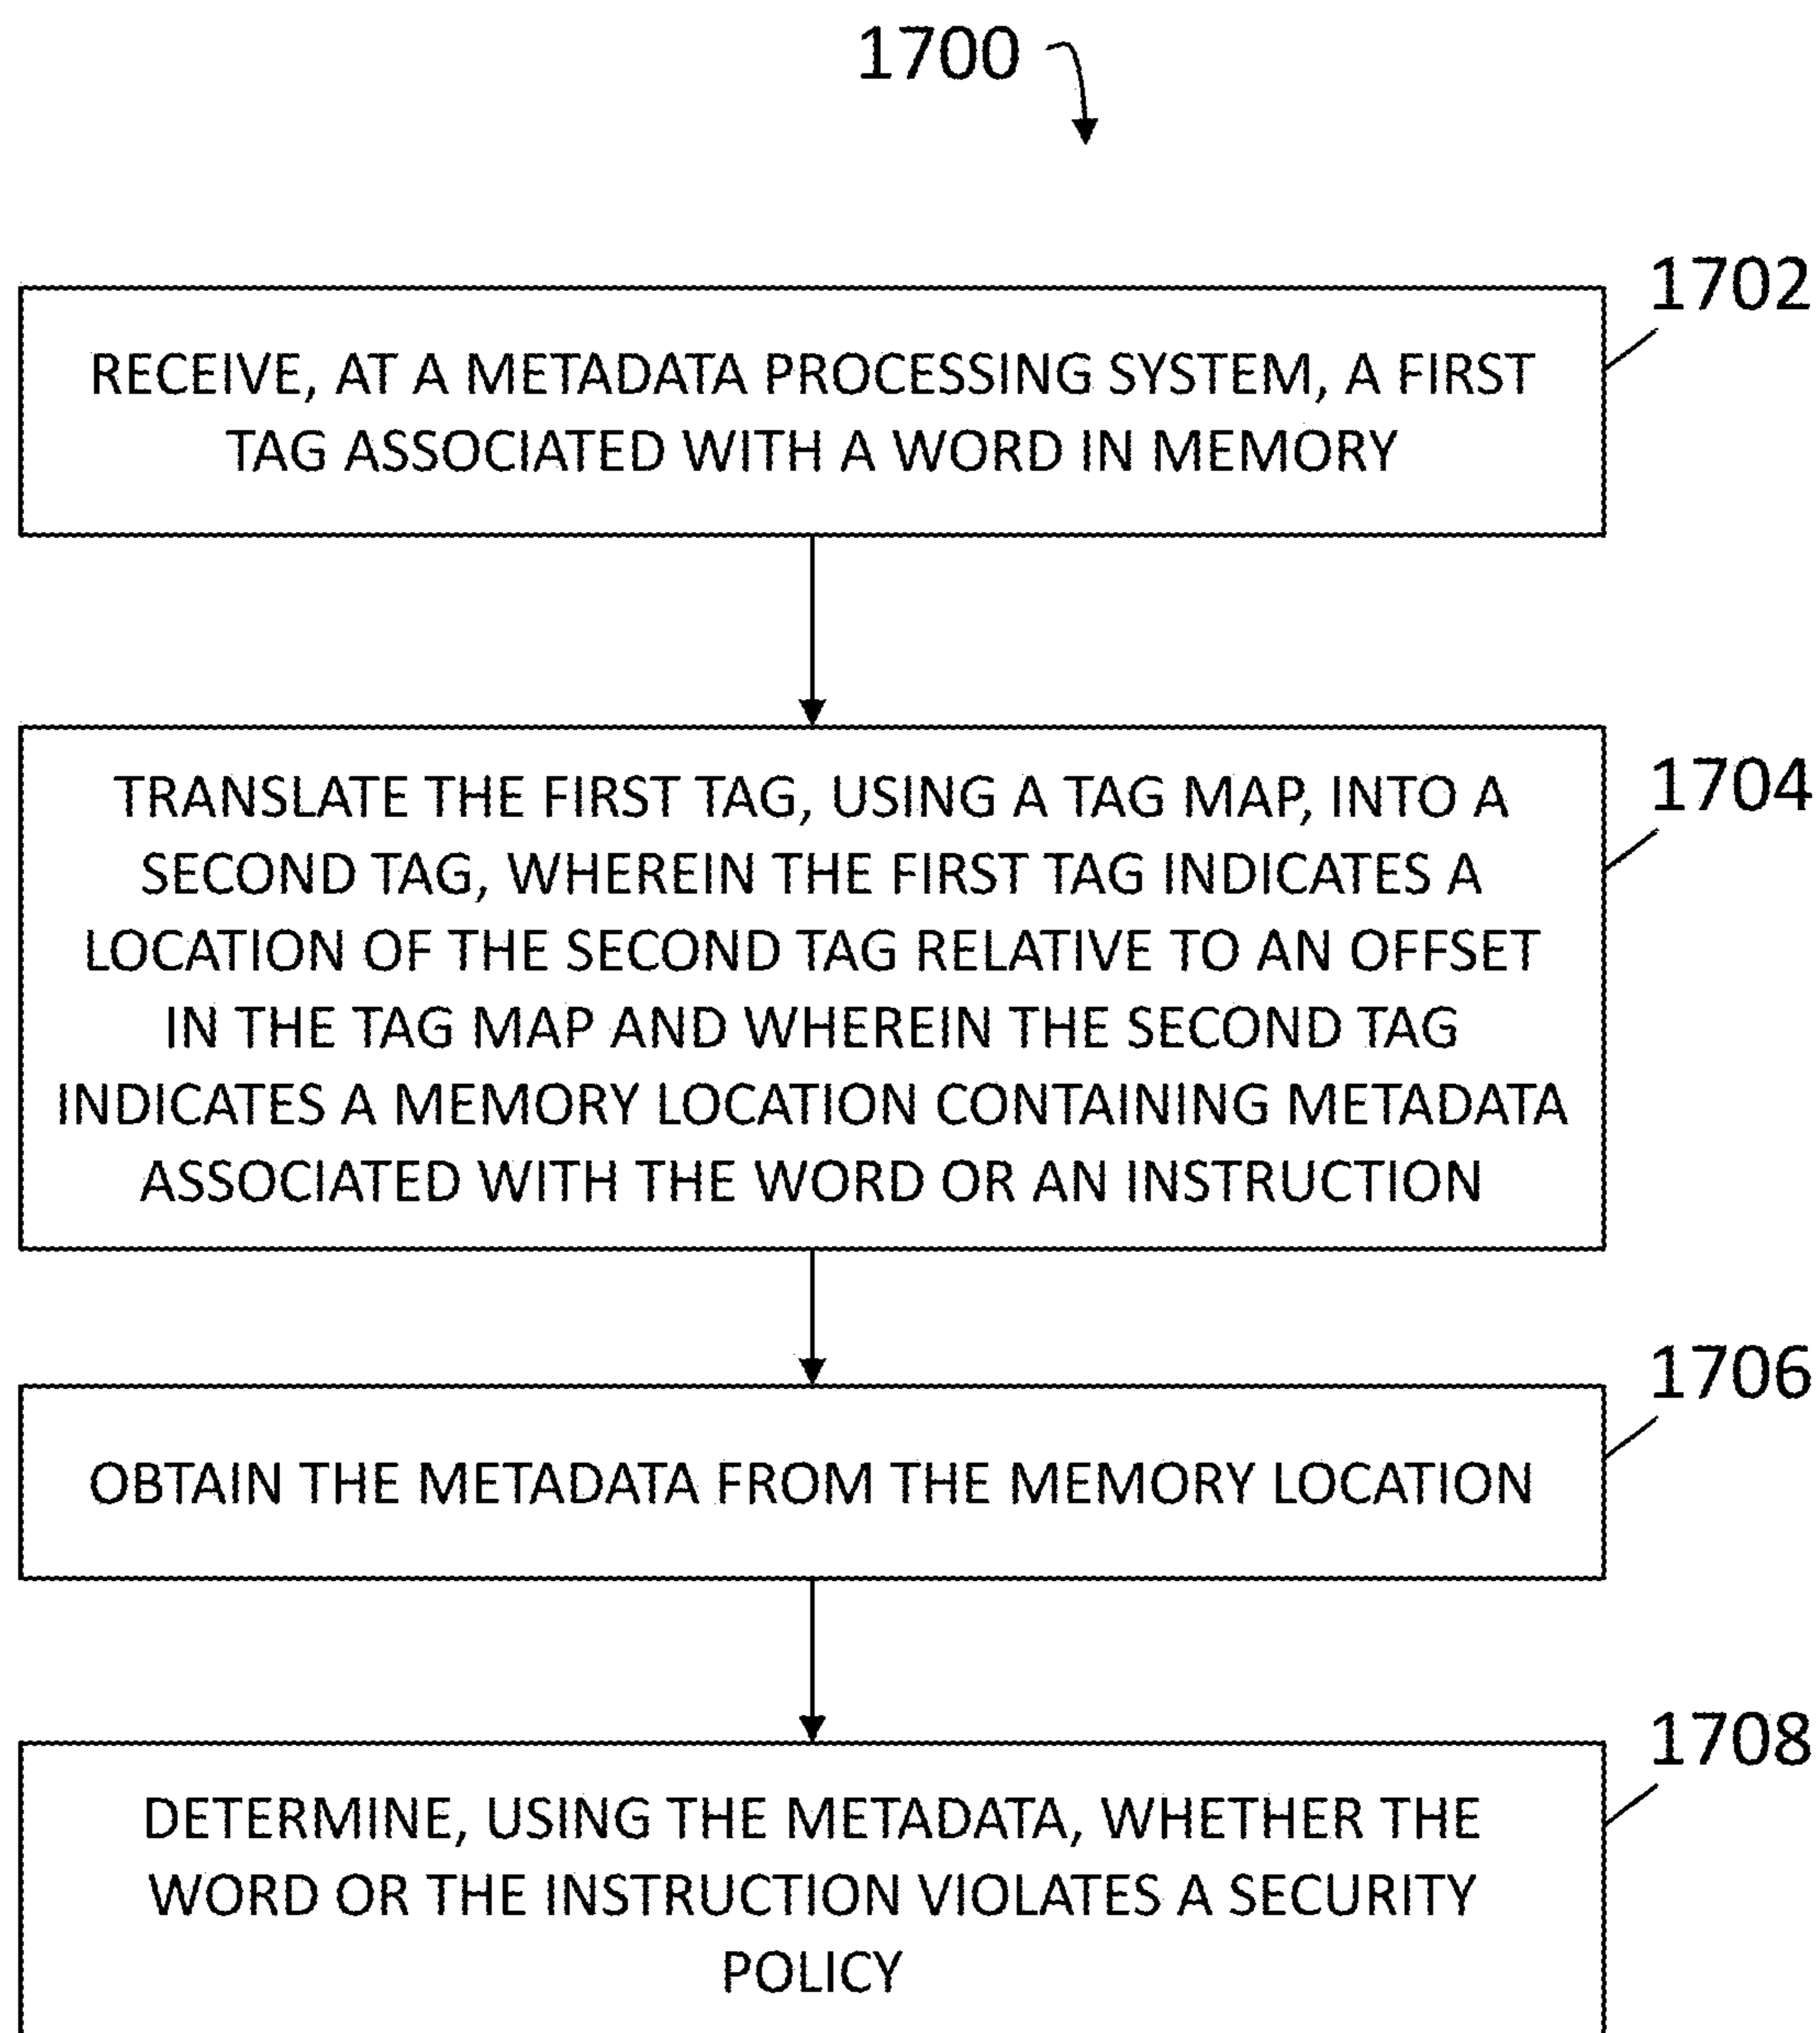 1700
1702
RECEIVE, AT A METADATA PROCESSING SYSTEM, A FIRST
TAG ASSOCIATED WITH A WORD IN MEMORY
1704
TRANSLATE THE FIRST TAG, USING A TAG MAP, INTO A
SECOND TAG, WHEREIN THE FIRST TAG INDICATES A
LOCATION OF THE SECOND TAG RELATIVE TO AN OFFSET
IN THE TAG MAP AND WHEREIN THE SECOND TAG
INDICATES A MEMORY LOCATION CONTAINING METADATA
ASSOCIATED WITH THE WORD OR AN INSTRUCTION
1706
OBTAIN THE METADATA FROM THE MEMORY LOCATION
1708
DETERMINE, USING THE METADATA, WHETHER THE
WORD OR THE INSTRUCTION VIOLATES A SECURITY
POLICY